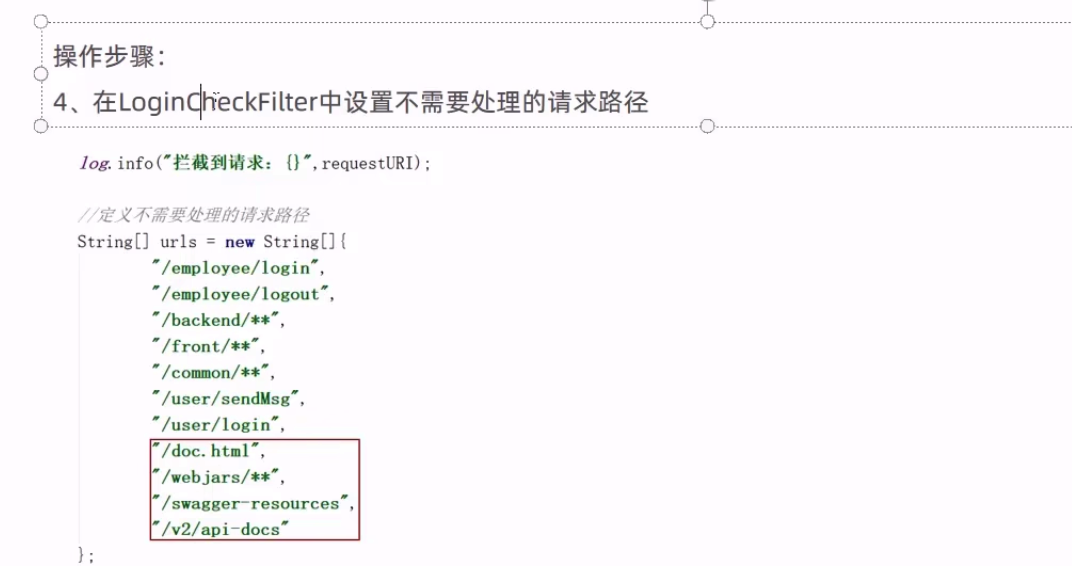 操作步骤：
4、在LoginCheckFilter中设置不需要处理的请求路径
log.info("拦截到请求：{}",requestURI);
//定义不需要处理的请求路径
String[] urls = new String[]{
"/employee/login",
"/employee/logout",
"/backend/**",
"/front/**",
"/common/**",
"/user/sendMsg",
"/user/login",
"/doc.html",
"/webjars/**",
"/swagger-resources",
"/v2/api-docs"
};